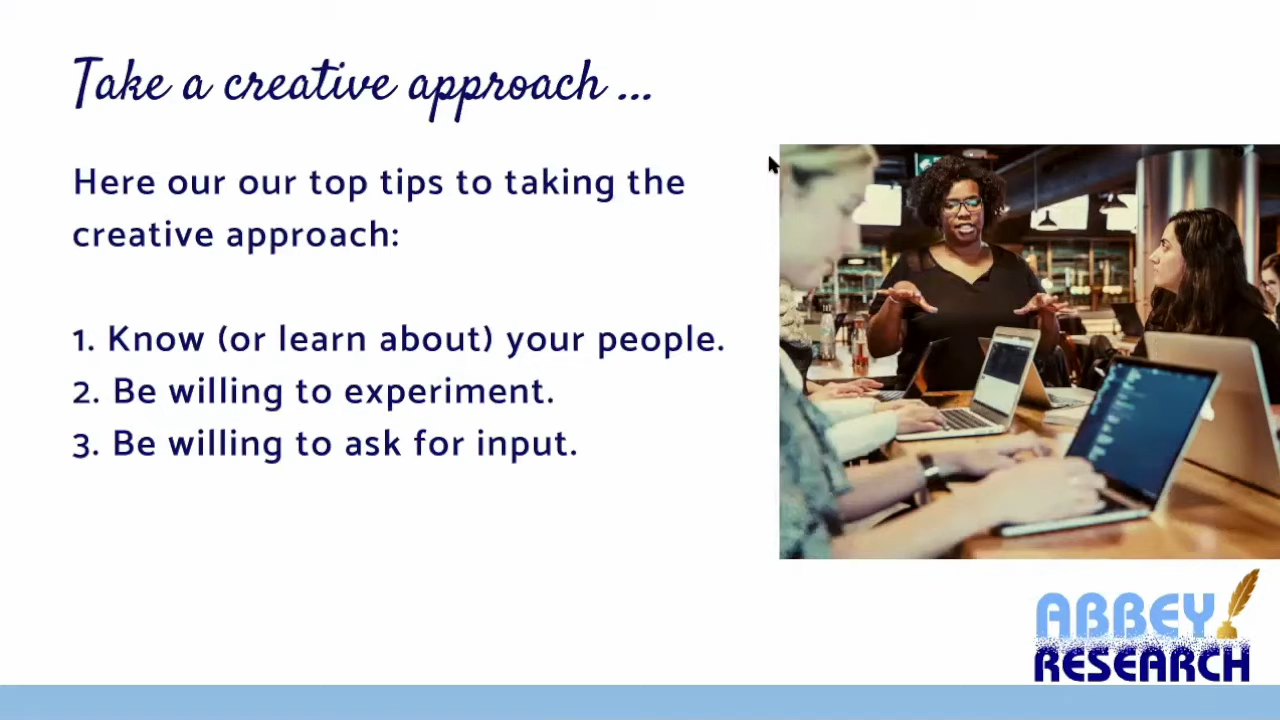 Take a creative approach ...
Here our our top tips to taking the
creative approach:
1. Know (or learn about) your people.
2. Be willing to experiment.
3. Be willing to ask for input.
ABBEY
RESEARCH